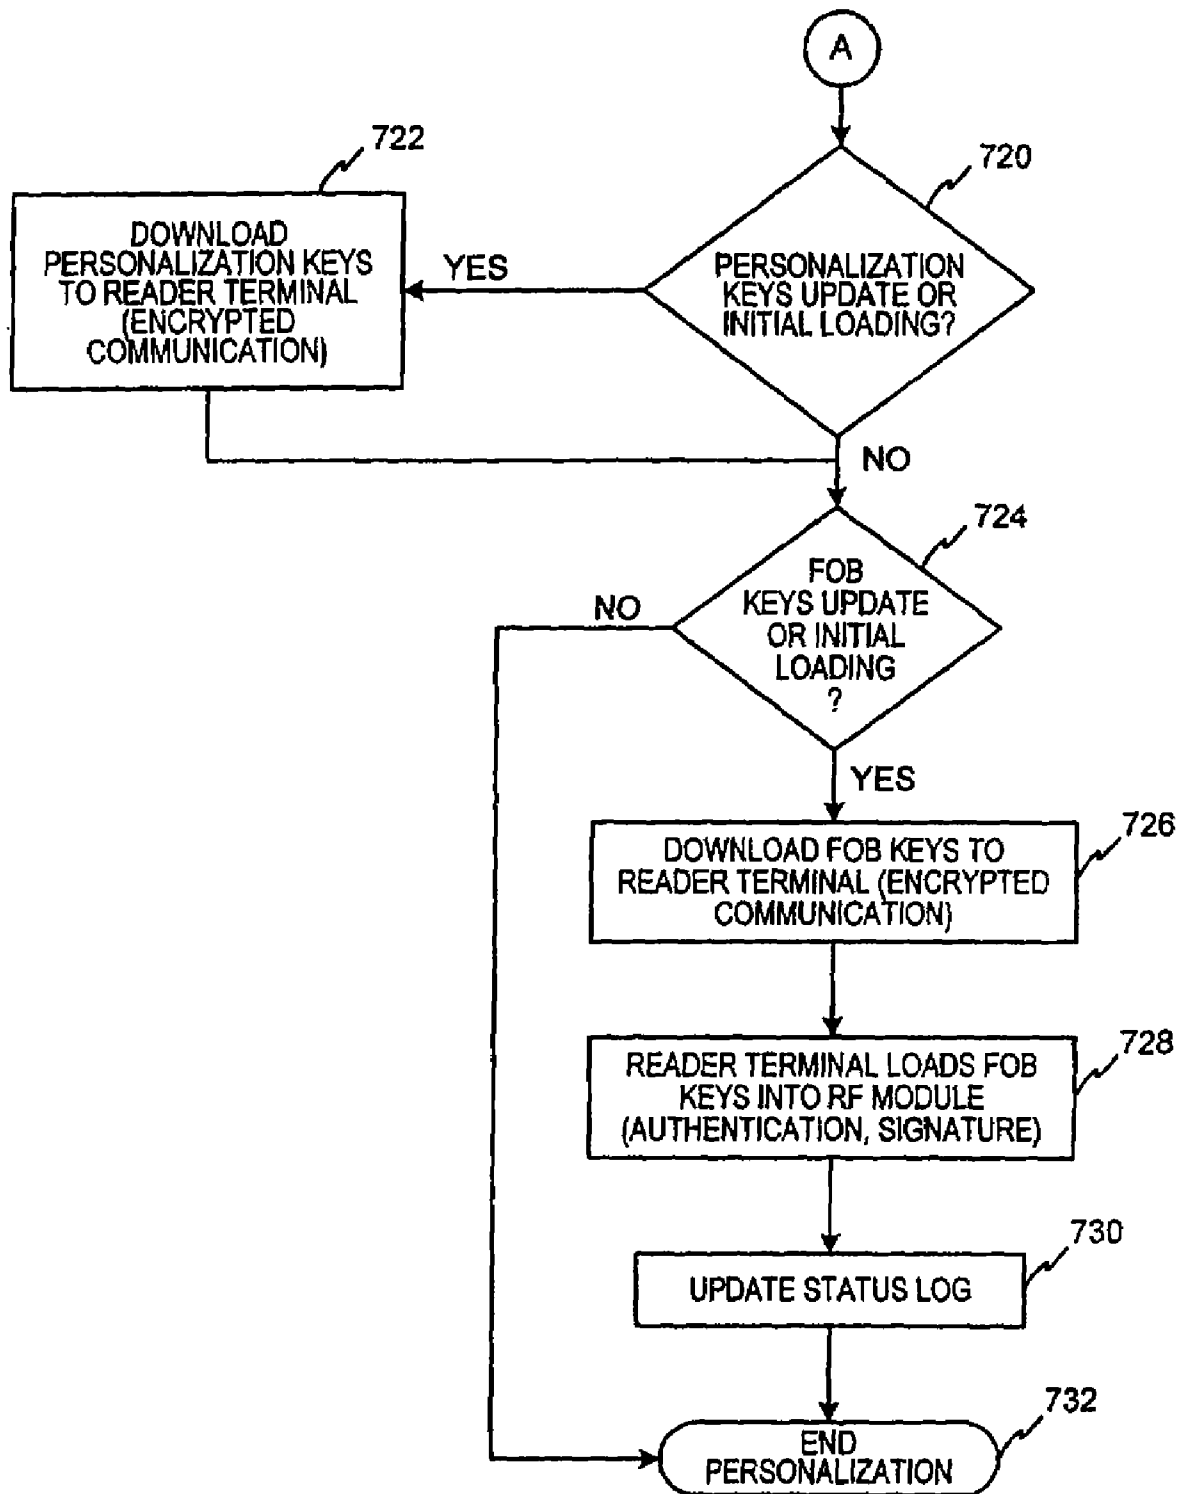 A
720
722
DOWNLOAD
PERSONALIZATION KEYS
TO READER TERMINAL
(ENCRYPTED
COMMUNICATION)
YES
PERSONALIZATION
KEYS UPDATE OR
INITIAL LOADING?
NO
724
FOB
KEYS UPDATE
OR INITIAL
LOADING
?
NO
YES
726
DOWNLOAD FOB KEYS TO
READER TERMINAL (ENCRYPTED
COMMUNICATION)
728
READER TERMINAL LOADS FOB
KEYS INTO RF MODULE
(AUTHENTICATION, SIGNATURE)
730
UPDATE STATUS LOG
732
END
PERSONALIZATION